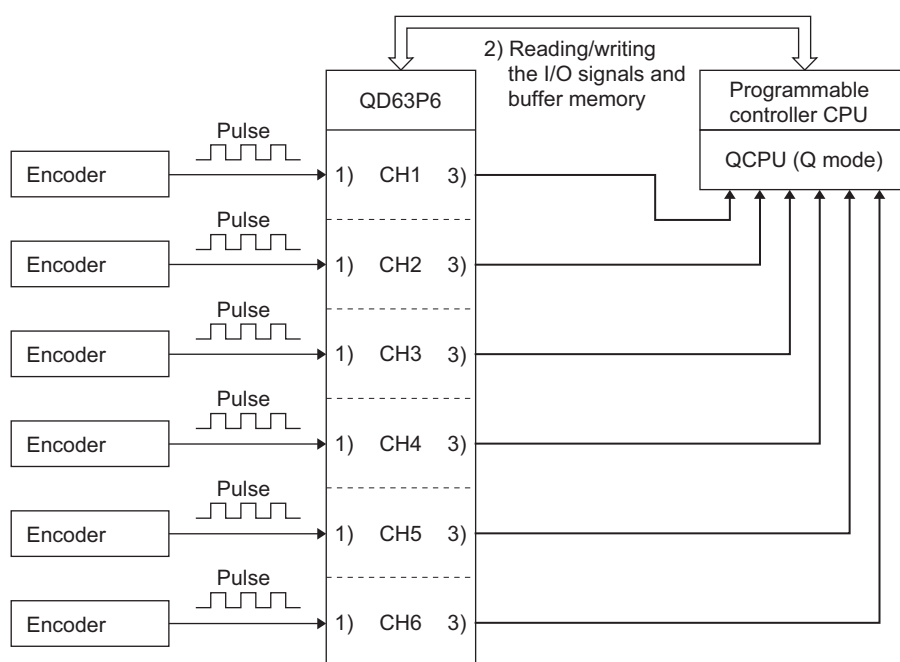 2) Reading/writing
the I/O signals and
buffer memory
QD63P6
Programmable
controller CPU
QCPU (Q mode)
Pulse
Encoder
1) CH1 3)
Pulse
Encoder
1) CH2 3)
Pulse
Encoder
1) CH3 3)
Pulse
Encoder
1) CH4 3)
Pulse
Encoder
1) CH5 3)
Pulse
Encoder
1) CH6 3)